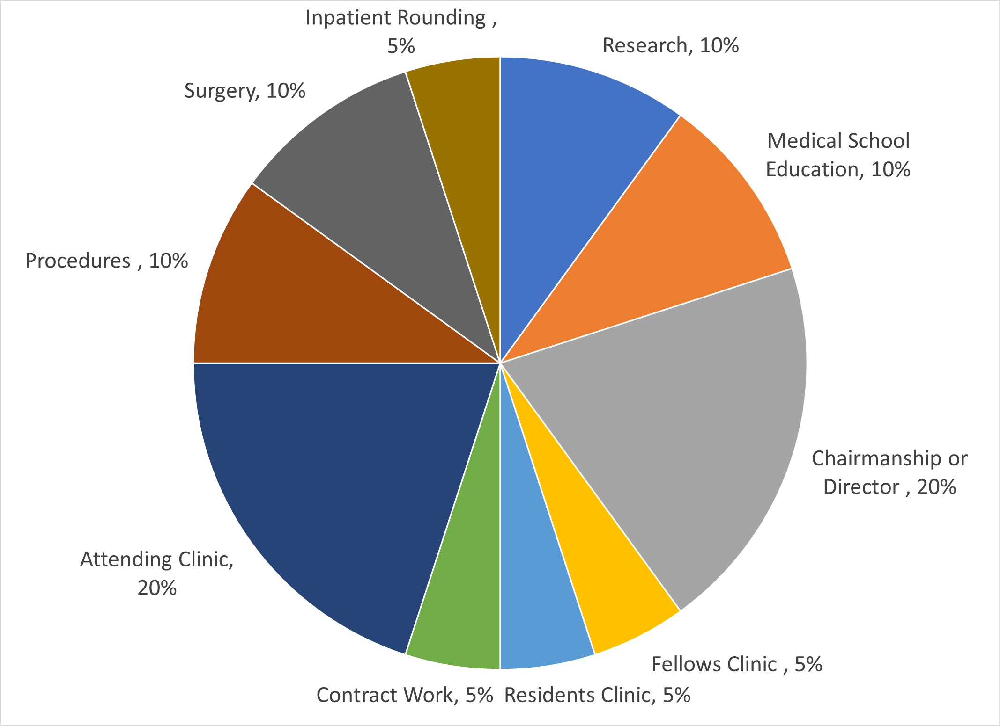 Inpatient Rounding ,
5%
Research, 10%
Surgery, 10%
Medical School
Education, 10%
Procedures , 10%
Chairmanship or
Director , 20%
Attending Clinic,
20%
Fellows Clinic , 5%
Contract Work, 5%
Residents Clinic, 5%